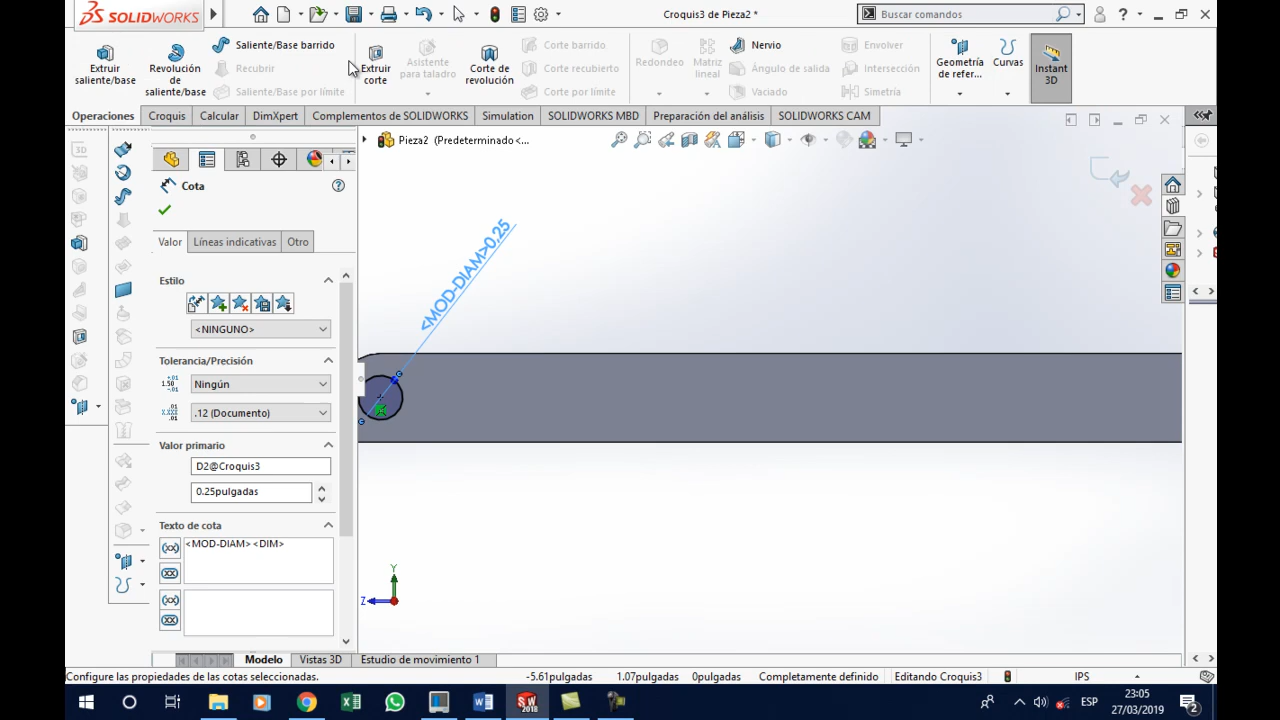 SOLIDWORKS
Croquis3 de Pieza2 *
Buscar comandos
Extruir saliente/base
Revolución de saliente/base
Saliente/Base barrido
Recubrir
Saliente/Base por límite
Extruir corte
Asistente para taladro
Corte de revolución
Corte barrido
Corte recubierto
Corte por límite
Redondeo
Matriz lineal
Nervio
Ángulo de salida
Vaciado
Envolver
Intersección
Simetría
Geometría de refer...
Curvas
Instant 3D
Operaciones
Croquis
Calcular
DimXpert
Complementos de SOLIDWORKS
Simulation
SOLIDWORKS MBD
Preparación del análisis
SOLIDWORKS CAM
Pieza2 (Predeterminado<...
Cota
Valor
Líneas indicativas
Otro
Estilo
<NINGUNO>
Tolerancia/Precisión
Ningún
.12 (Documento)
Valor primario
D2@Croquis3
0.25pulgadas
Texto de cota
<MOD-DIAM><DIM>
<MOD-DIAM>0,25
Y
Z
Modelo
Vistas 3D
Estudio de movimiento 1
Configure las propiedades de las cotas seleccionadas.
-5.61pulgadas
1.07pulgadas
0pulgadas
Completamente definido
Editando Croquis3
IPS
ESP
23:05
27/03/2019
2